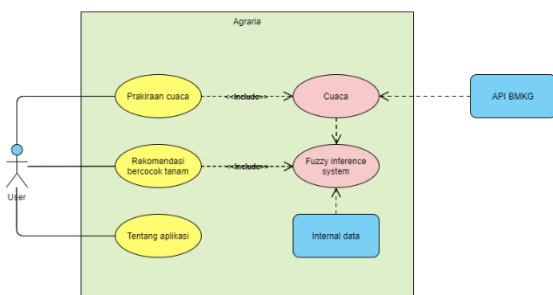 Agraria
Prakiraan cuaca
<<Include>>
Cuaca
API BMKG
Rekomendasi
bercocok tanam
<<Include>>
Fuzzy inference
system
User
Tentang aplikasi
Internal data